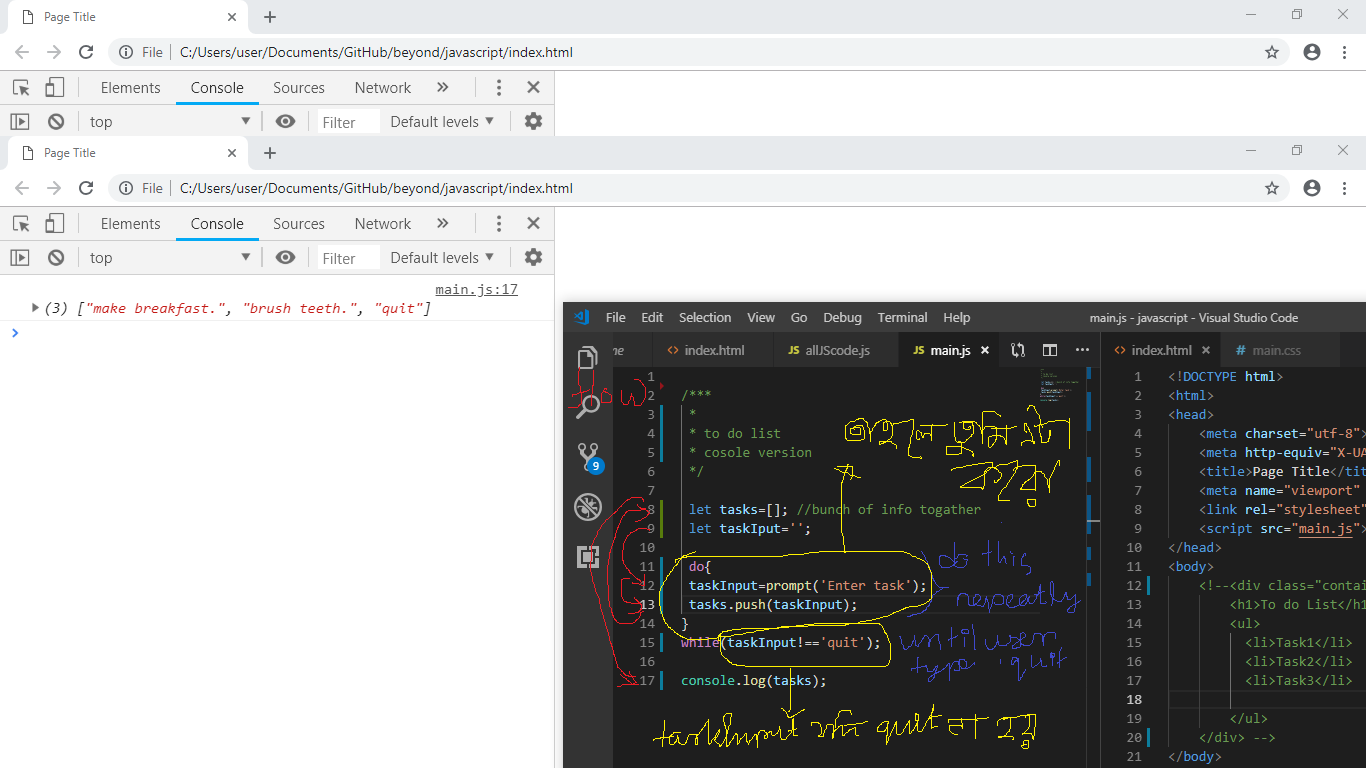 Page Title
File C:/Users/user/Documents/GitHub/beyond/javascript/index.html
Elements Console Sources Network
top Filter Default levels
Page Title
File C:/Users/user/Documents/GitHub/beyond/javascript/index.html
Elements Console Sources Network
top Filter Default levels
main.js:17
(3) ["make breakfast.", "brush teeth.", "quit"]
File Edit Selection View Go Debug Terminal Help
main.js - javascript - Visual Studio Code
index.html allJScode.js main.js
How
9
1
2 /***
3 *
4 * to do list
5 * cosole version
6 */
7
8 let tasks=[]; //bunch of info togather
9 let taskIput='';
10
11 do{
12 taskInput=prompt('Enter task');
13 tasks.push(taskInput);
14 }
15 while(taskInput!=='quit');
16
17 console.log(tasks);
তাহলে তুমি এটা
করো
do this
repeatly
until user
type 'quit
taskInput যদি quit না হয়
index.html main.css
1 <!DOCTYPE html>
2 <html>
3 <head>
4 <meta charset="utf-8">
5 <meta http-equiv="X-UA
6 <title>Page Title</tit
7 <meta name="viewport"
8 <link rel="stylesheet"
9 <script src="main.js">
10 </head>
11 <body>
12 <!--<div class="contai
13 <h1>To do List</h1
14 <ul>
15 <li>Task1</li>
16 <li>Task2</li>
17 <li>Task3</li>
18
19 </ul>
20 </div> -->
21 </body>